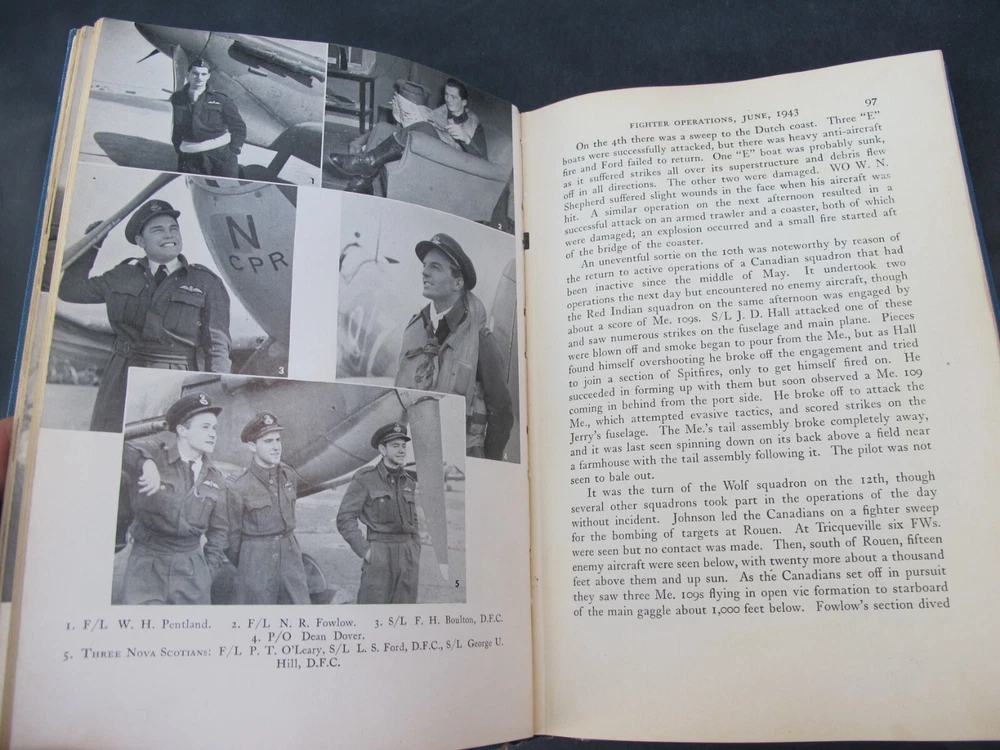 N
CPR
1
2
3
4
5
1. F/L W. H. Pentland. 2. F/L N. R. Fowlow. 3. S/L F. H. Boulton, D.F.C.
4. P/O Dean Dover.
5. Three Nova Scotians: F/L P. T. O'Leary, S/L L. S. Ford, D.F.C., S/L George U.
Hill, D.F.C.
FIGHTER OPERATIONS, JUNE, 1943 97
On the 4th there was a sweep to the Dutch coast. Three "E"
boats were successfully attacked, but there was heavy anti-aircraft
fire and Ford failed to return. One "E" boat was probably sunk,
as it suffered strikes all over its superstructure and debris flew
off in all directions. The other two were damaged. WO W. N.
Shepherd suffered slight wounds in the face when his aircraft was
hit. A similar operation on the next afternoon resulted in a
successful attack on an armed trawler and a coaster, both of which
were damaged; an explosion occurred and a small fire started aft
of the bridge of the coaster.
An uneventful sortie on the 10th was noteworthy by reason of
the return to active operations of a Canadian squadron that had
been inactive since the middle of May. It undertook two
operations the next day but encountered no enemy aircraft, though
the Red Indian squadron on the same afternoon was engaged by
about a score of Me. 109s. S/L J. D. Hall attacked one of these
and saw numerous strikes on the fuselage and main plane. Pieces
were blown off and smoke began to pour from the Me., but as Hall
found himself overshooting he broke off the engagement and tried
to join a section of Spitfires, only to get himself fired on. He
succeeded in forming up with them but soon observed a Me. 109
coming in behind from the port side. He broke off to attack the
Me., which attempted evasive tactics, and scored strikes on the
Jerry's fuselage. The Me.'s tail assembly broke completely away,
and it was last seen spinning down on its back above a field near
a farmhouse with the tail assembly following it. The pilot was not
seen to bale out.
It was the turn of the Wolf squadron on the 12th, though
several other squadrons took part in the operations of the day
without incident. Johnson led the Canadians on a fighter sweep
for the bombing of targets at Rouen. At Tricqueville six FWs.
were seen but no contact was made. Then, south of Rouen, fifteen
enemy aircraft were seen below, with twenty more about a thousand
feet above them and up sun. As the Canadians set off in pursuit
they saw three Me. 109s flying in open vic formation to starboard
of the main gaggle about 1,000 feet below. Fowlow's section dived